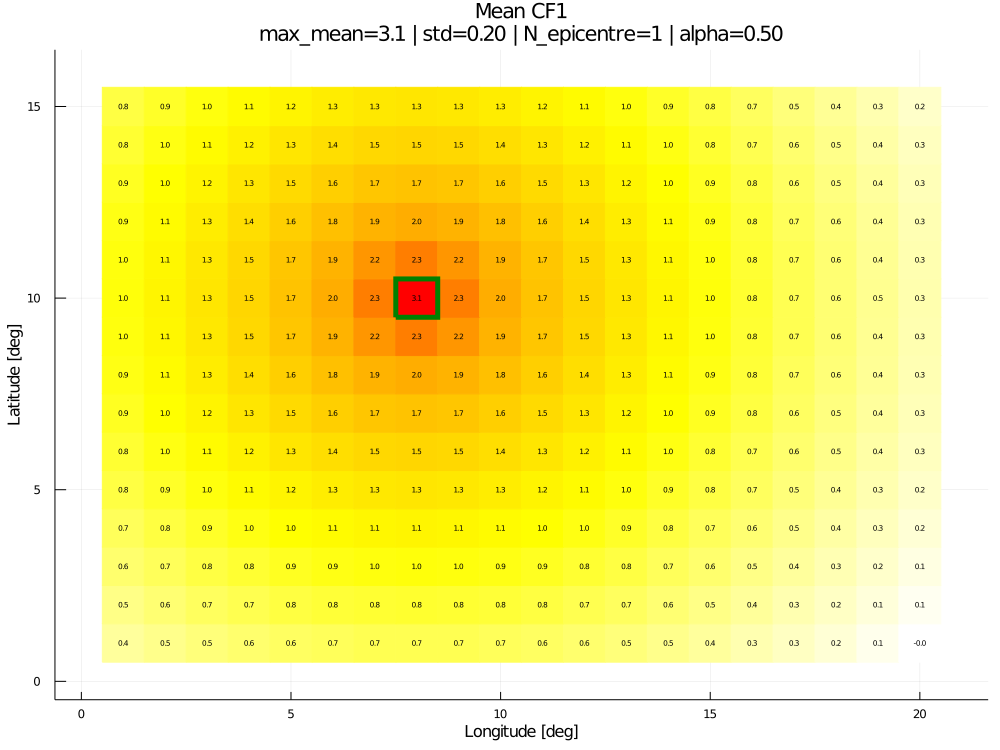 Mean CF1
max_mean=3.1 | std=0.20 | N_epicentre=1 | alpha=0.50
15 0.8 0.9 1.0 1.1 1.2 1.3 1.3 1.3 1.3 1.3 1.2 1.1 1.0 0.9 0.8 0.7 0.5 0.4 0.3 0.2
0.8 1.0 1.1 1.2 1.3 1.4 1.5 1.5 1.5 1.4 1.3 1.2 1.1 1.0 0.8 0.7 0.6 0.5 0.4 0.3
0.9 1.0 1.2 1.3 1.5 1.6 1.7 1.7 1.7 1.6 1.5 1.3 1.2 1.0 0.9 0.8 0.6 0.5 0.4 0.3
0.9 1.1 1.3 1.4 1.6 1.8 1.9 2.0 1.9 1.8 1.6 1.4 1.3 1.1 0.9 0.8 0.7 0.6 0.4 0.3
1.0 1.1 1.3 1.5 1.7 1.9 2.2 2.3 2.2 1.9 1.7 1.5 1.3 1.1 1.0 0.8 0.7 0.6 0.4 0.3
10 1.0 1.1 1.3 1.5 1.7 2.0 2.3 3.1 2.3 2.0 1.7 1.5 1.3 1.1 1.0 0.8 0.7 0.6 0.5 0.3
1.0 1.1 1.3 1.5 1.7 1.9 2.2 2.3 2.2 1.9 1.7 1.5 1.3 1.1 1.0 0.8 0.7 0.6 0.4 0.3
0.9 1.1 1.3 1.4 1.6 1.8 1.9 2.0 1.9 1.8 1.6 1.4 1.3 1.1 0.9 0.8 0.7 0.6 0.4 0.3
0.9 1.0 1.2 1.3 1.5 1.6 1.7 1.7 1.7 1.6 1.5 1.3 1.2 1.0 0.9 0.8 0.6 0.5 0.4 0.3
0.8 1.0 1.1 1.2 1.3 1.4 1.5 1.5 1.5 1.4 1.3 1.2 1.1 1.0 0.8 0.7 0.6 0.5 0.4 0.3
5 0.8 0.9 1.0 1.1 1.2 1.3 1.3 1.3 1.3 1.3 1.2 1.1 1.0 0.9 0.8 0.7 0.5 0.4 0.3 0.2
0.7 0.8 0.9 1.0 1.0 1.1 1.1 1.1 1.1 1.1 1.0 1.0 0.9 0.8 0.7 0.6 0.5 0.4 0.3 0.2
0.6 0.7 0.8 0.8 0.9 0.9 1.0 1.0 1.0 0.9 0.9 0.8 0.8 0.7 0.6 0.5 0.4 0.3 0.2 0.1
0.5 0.6 0.7 0.7 0.8 0.8 0.8 0.8 0.8 0.8 0.8 0.7 0.7 0.6 0.5 0.4 0.3 0.2 0.1 0.1
0.4 0.5 0.5 0.6 0.6 0.7 0.7 0.7 0.7 0.7 0.6 0.6 0.5 0.5 0.4 0.3 0.3 0.2 0.1 -0.0
0
Latitude [deg]
0 5 10 15 20
Longitude [deg]